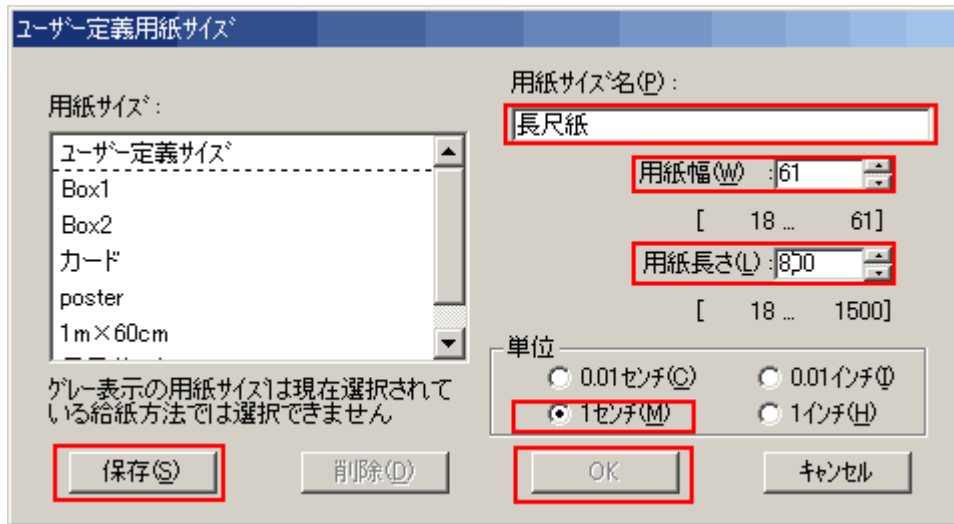 ユーザー定義用紙サイズ
用紙サイズ:
ユーザー定義サイズ
Box1
Box2
カード
poster
1m×60cm
グレー表示の用紙サイズは現在選択されて
いる給紙方法では選択できません
用紙サイズ名(P):
長尺紙
用紙幅(W) :61
[ 18 ... 61]
用紙長さ(L):800
[ 18 ... 1500]
単位
0.01センチ(C) 0.01インチ(I)
1センチ(M) 1インチ(H)
保存(S) 削除(D) OK キャンセル